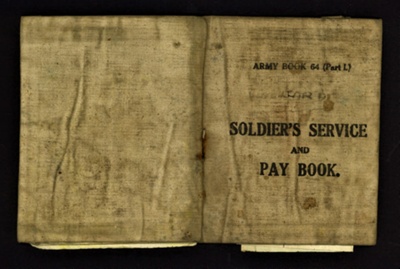 ARMY BOOK 64 (Part I.)
SOLDIER'S SERVICE
AND
PAY BOOK.